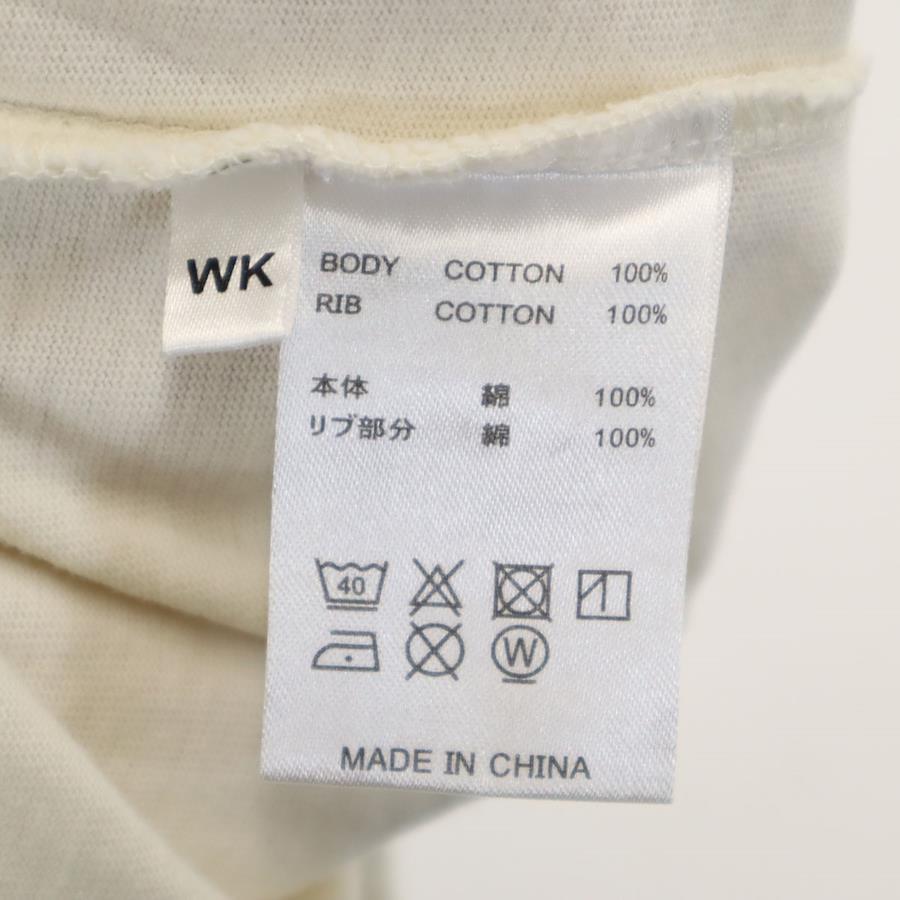 WK
BODY COTTON 100%
RIB COTTON 100%
本体 綿 100%
リブ部分 綿 100%
40
W
MADE IN CHINA